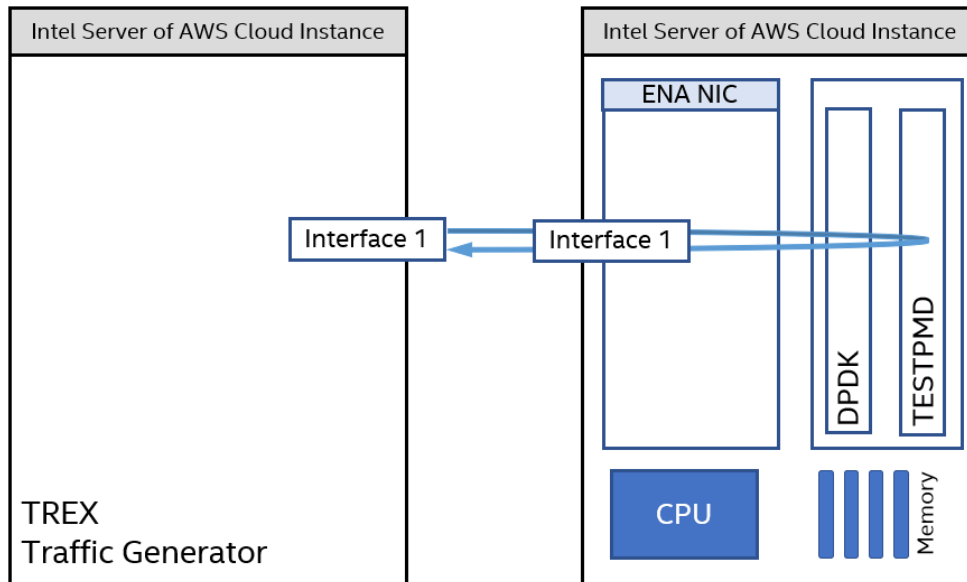 Intel Server of AWS Cloud Instance
Interface 1
TREX
Traffic Generator
Intel Server of AWS Cloud Instance
ENA NIC
Interface 1
DPDK
TESTPMD
CPU
Memory